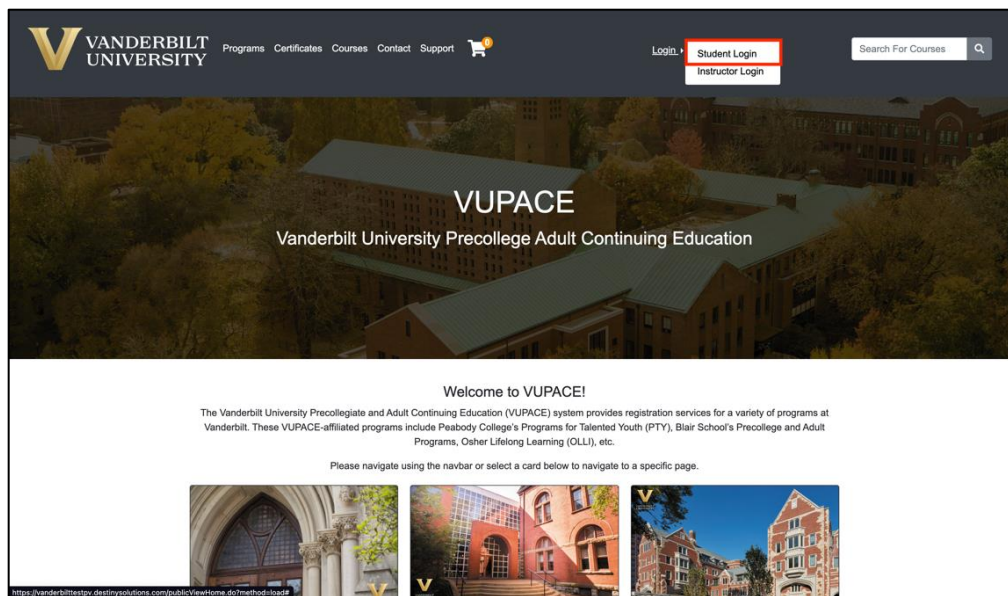 VANDERBILT
UNIVERSITY
Programs Certificates Courses Contact Support 0
Login
Student Login
Instructor Login
Search For Courses
VUPACE
Vanderbilt University Precollege Adult Continuing Education
Welcome to VUPACE!
The Vanderbilt University Precollegiate and Adult Continuing Education (VUPACE) system provides registration services for a variety of programs at
Vanderbilt. These VUPACE-affiliated programs include Peabody College's Programs for Talented Youth (PTY), Blair School's Precollege and Adult
Programs, Osher Lifelong Learning (OLLI), etc.
Please navigate using the navbar or select a card below to navigate to a specific page.
https://vanderbilttestpv.destinysolutions.com/publicViewHome.do?method=load#